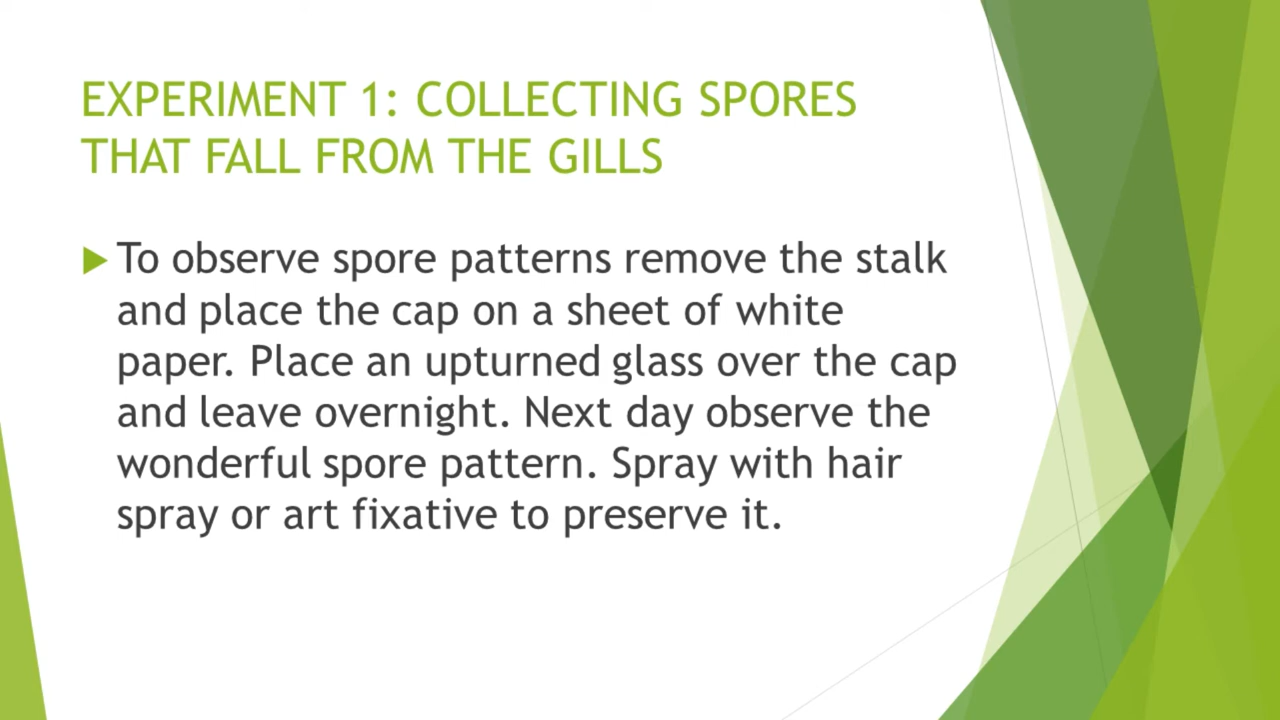 EXPERIMENT 1: COLLECTING SPORES
THAT FALL FROM THE GILLS
To observe spore patterns remove the stalk
and place the cap on a sheet of white
paper. Place an upturned glass over the cap
and leave overnight. Next day observe the
wonderful spore pattern. Spray with hair
spray or art fixative to preserve it.